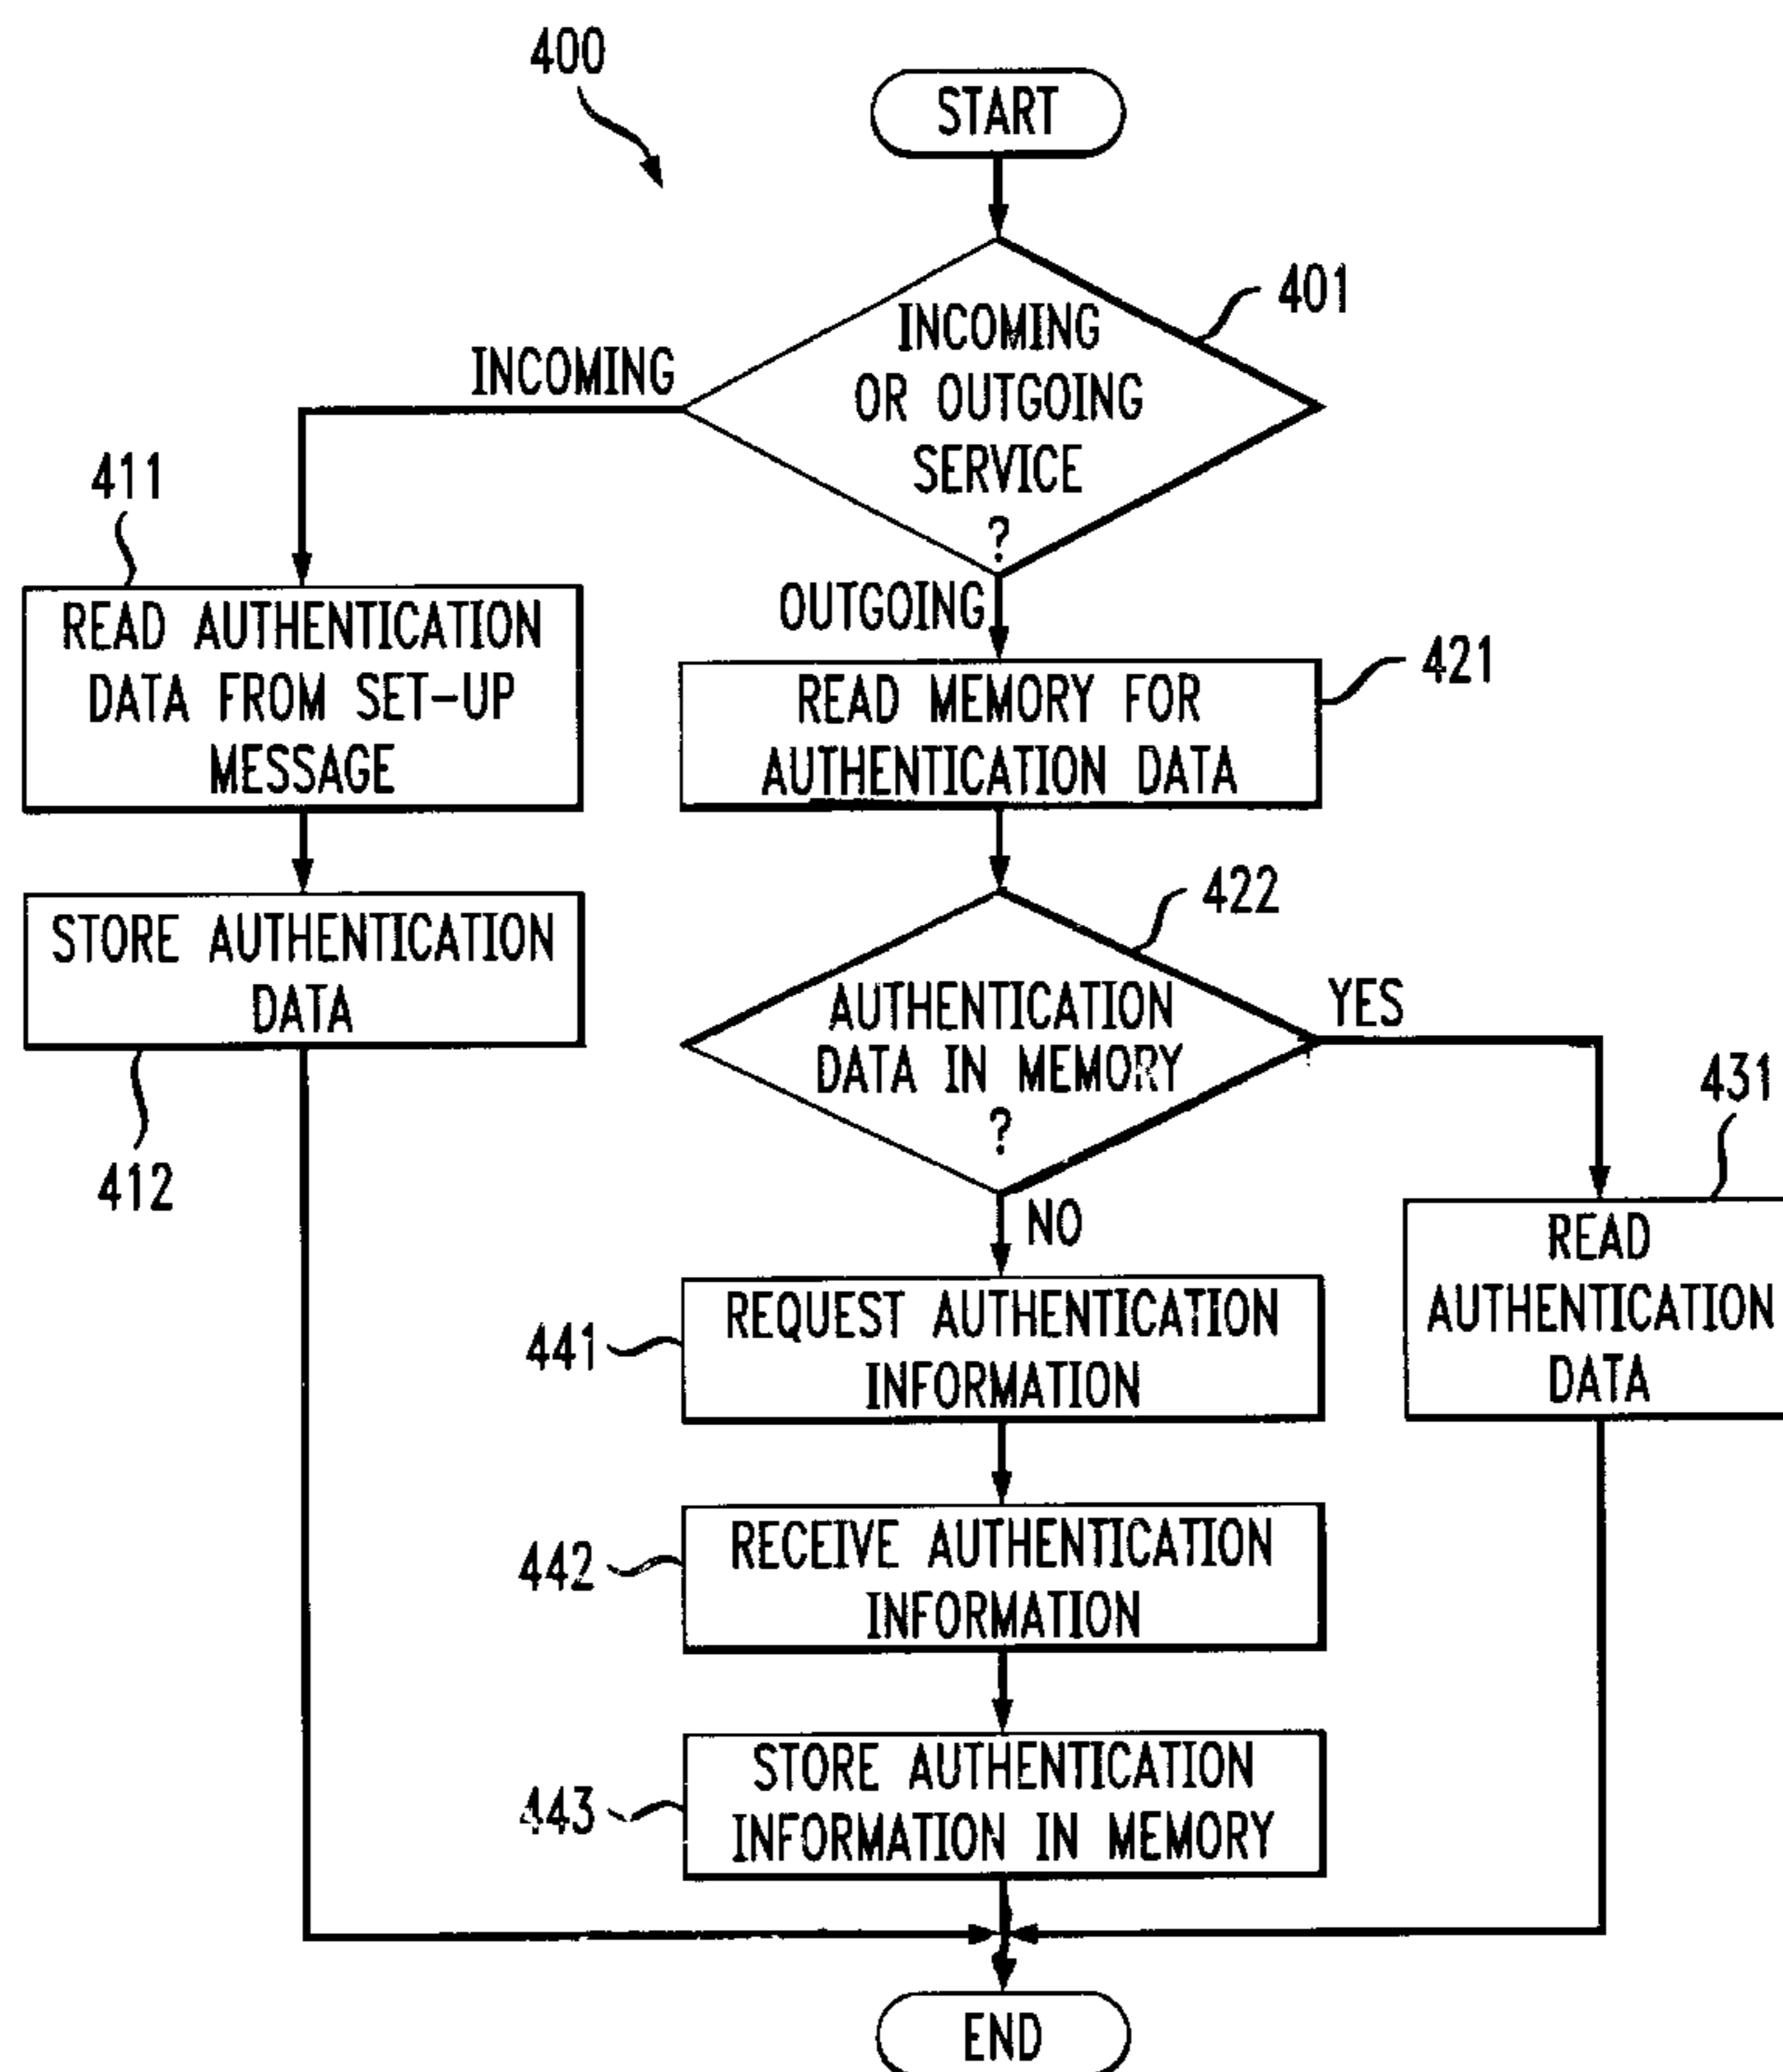 400
START
401
INCOMING
OR OUTGOING
SERVICE
?
INCOMING
OUTGOING
411
READ AUTHENTICATION
DATA FROM SET-UP
MESSAGE
421
READ MEMORY FOR
AUTHENTICATION DATA
STORE AUTHENTICATION
DATA
412
422
AUTHENTICATION
DATA IN MEMORY
?
YES
NO
431
READ
AUTHENTICATION
DATA
441
REQUEST AUTHENTICATION
INFORMATION
442
RECEIVE AUTHENTICATION
INFORMATION
443
STORE AUTHENTICATION
INFORMATION IN MEMORY
END